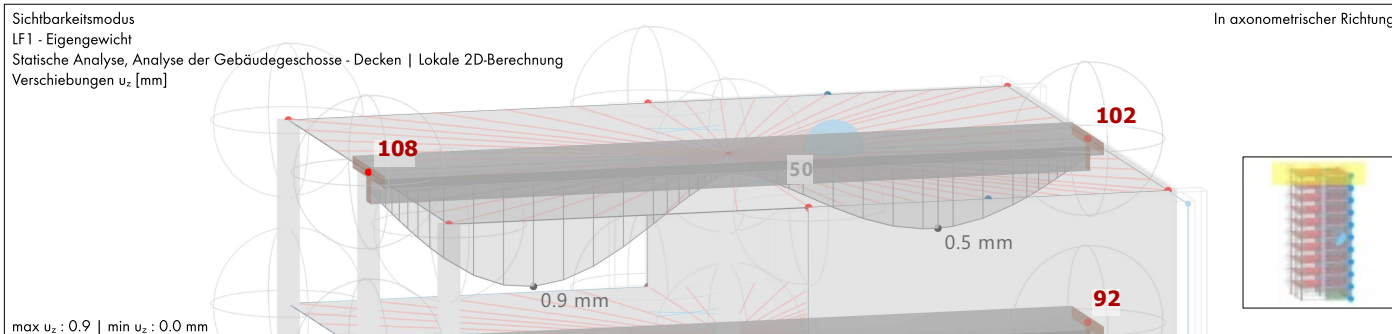 Sichtbarkeitsmodus
In axonometrischer Richtung
LF1 - Eigengewicht
Statische Analyse, Analyse der Gebäudegeschosse - Decken | Lokale 2D-Berechnung
Verschiebungen uz [mm]
102
108
50
0.5 mm
0.9 mm
92
max uz : 0.9 | min uz : 0.0 mm